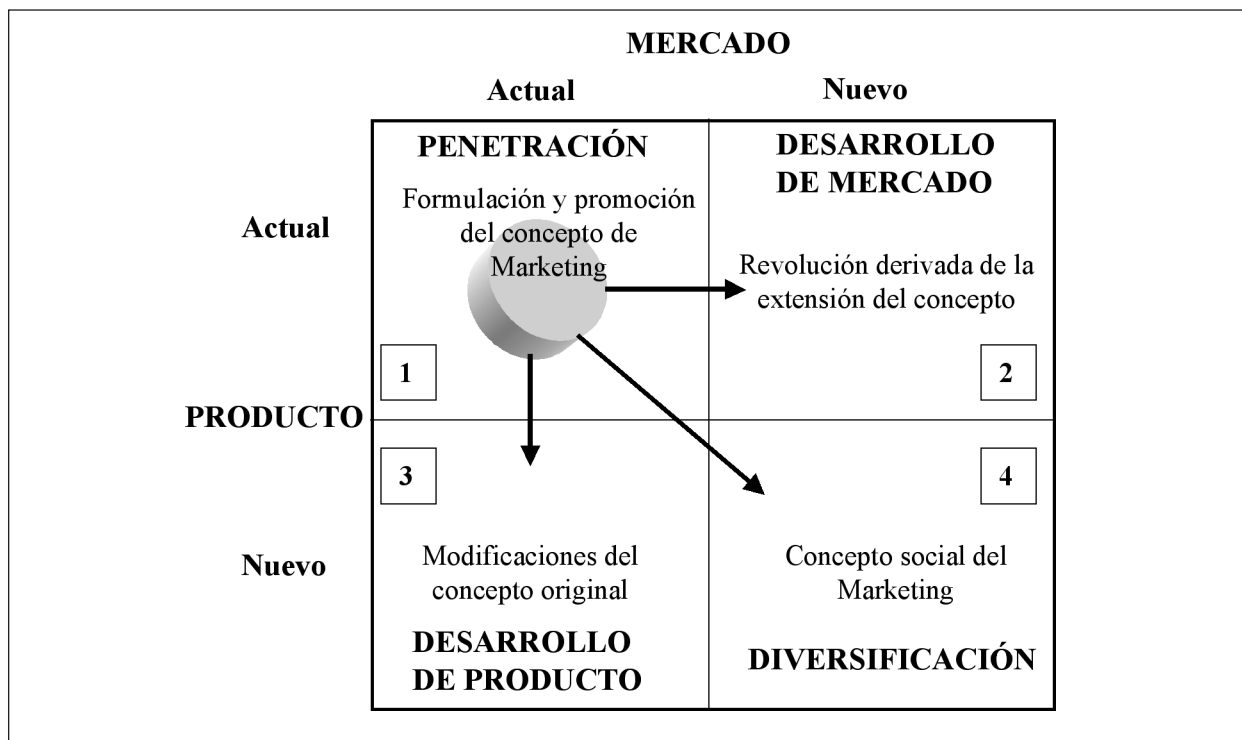 MERCADO
Actual
Nuevo
PENETRACIÓN
Formulación y promoción
del concepto de
Marketing
DESARROLLO
DE MERCADO
Revolución derivada de la
extensión del concepto
Actual
1
2
PRODUCTO
3
4
Nuevo
Modificaciones del
concepto original
DESARROLLO
DE PRODUCTO
Concepto social del
Marketing
DIVERSIFICACIÓN